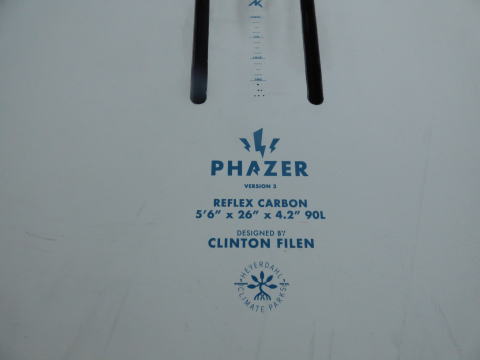 PHAZER
VERSION 3
REFLEX CARBON
5'6" x 26" x 4.2" 90L
DESIGNED BY
CLINTON FILEN
HEYERDAHL
CLIMATE PARKS